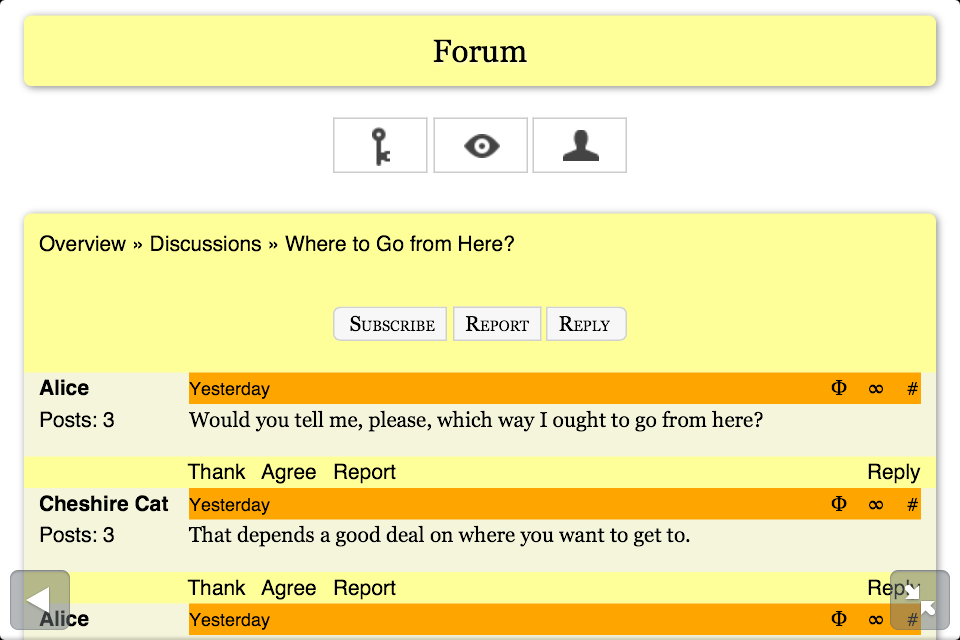 Forum
Overview » Discussions » Where to Go from Here?
Subscribe Report Reply
Alice Yesterday Φ ∞ #
Posts: 3 Would you tell me, please, which way I ought to go from here?
Thank Agree Report Reply
Cheshire Cat Yesterday Φ ∞ #
Posts: 3 That depends a good deal on where you want to get to.
Thank Agree Report Reply
Alice Yesterday Φ ∞ #